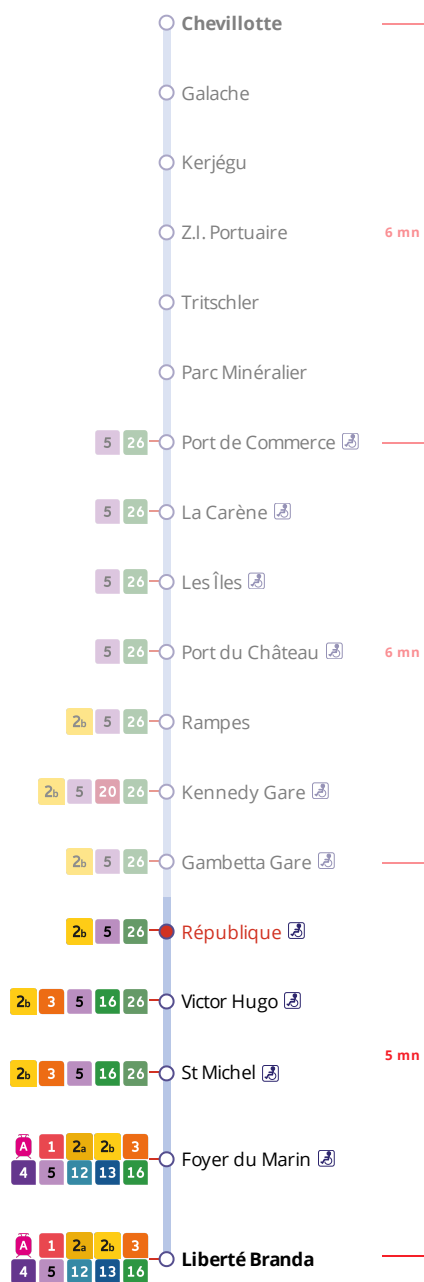 Chevillotte
Galache
Kerjégu
Z.I. Portuaire 6 mn
Tritschler
Parc Minéralier
5 26 Port de Commerce
5 26 La Carène
5 26 Les Îles
5 26 Port du Château 6 mn
2b 5 26 Rampes
2b 5 20 26 Kennedy Gare
2b 5 26 Gambetta Gare
2b 5 26 République
2b 3 5 16 26 Victor Hugo
5 mn
2b 3 5 16 26 St Michel
A 1 2a 2b 3
4 5 12 13 16 Foyer du Marin
A 1 2a 2b 3
4 5 12 13 16 Liberté Branda